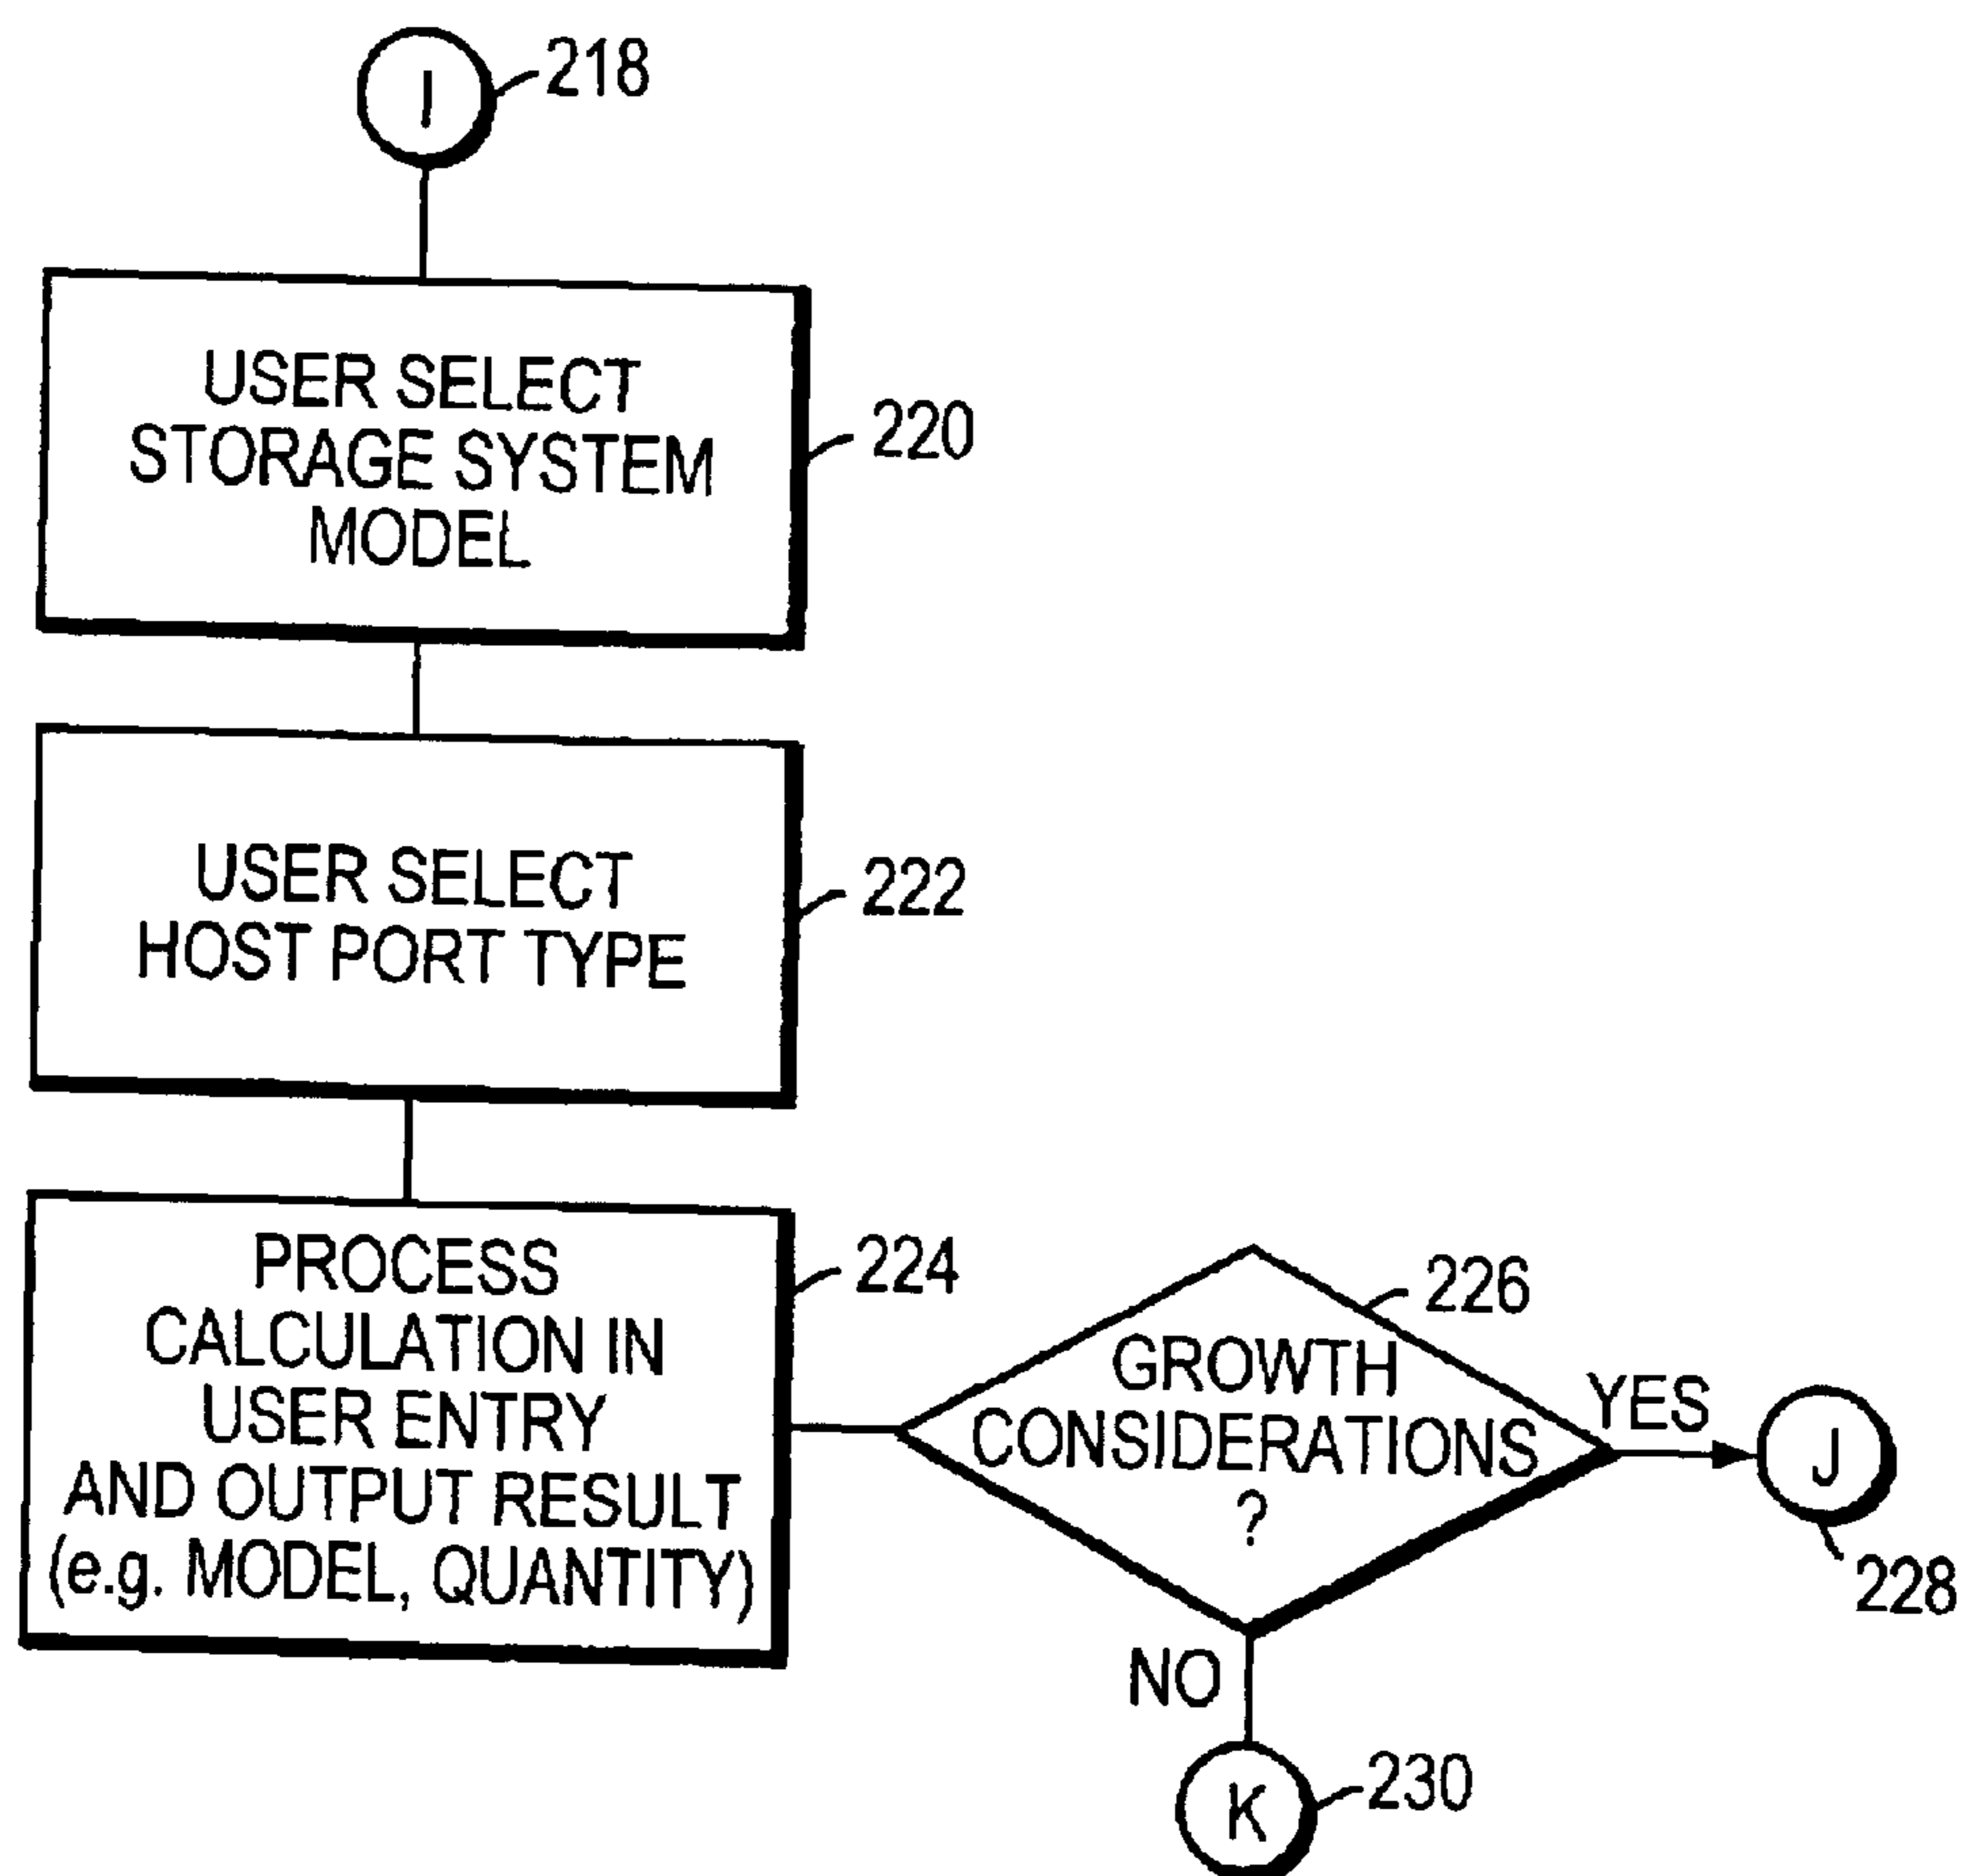 I
218
USER SELECT
STORAGE SYSTEM
MODEL
220
USER SELECT
HOST PORT TYPE
222
PROCESS
CALCULATION IN
USER ENTRY
AND OUTPUT RESULT
(e.g. MODEL, QUANTITY)
224
GROWTH
CONSIDERATIONS
?
226
YES
J
228
NO
K
230